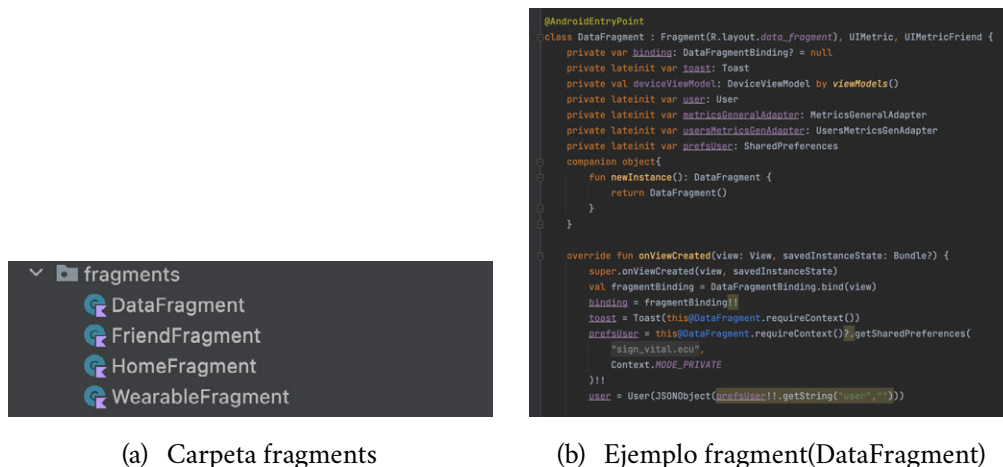 fragments
DataFragment
FriendFragment
HomeFragment
WearableFragment
(a) Carpeta fragments
@AndroidEntryPoint
class DataFragment : Fragment(R.layout.data_fragment), UIMetric, UIMetricFriend {
private var binding: DataFragmentBinding? = null
private lateinit var toast: Toast
private val deviceViewModel: DeviceViewModel by viewModels()
private lateinit var user: User
private lateinit var metricsGeneralAdapter: MetricsGeneralAdapter
private lateinit var usersMetricsGenAdapter: UsersMetricsGenAdapter
private lateinit var prefsUser: SharedPreferences
companion object{
fun newInstance(): DataFragment {
return DataFragment()
}
}
override fun onViewCreated(view: View, savedInstanceState: Bundle?) {
super.onViewCreated(view, savedInstanceState)
val fragmentBinding = DataFragmentBinding.bind(view)
binding = fragmentBinding!!
toast = Toast(this@DataFragment.requireContext())
prefsUser = this@DataFragment.requireContext()?.getSharedPreferences(
"sign_vital.ecu",
Context.MODE_PRIVATE
)!!
user = User(JSONObject(prefsUser!!.getString("user","")))
(b) Ejemplo fragment(DataFragment)